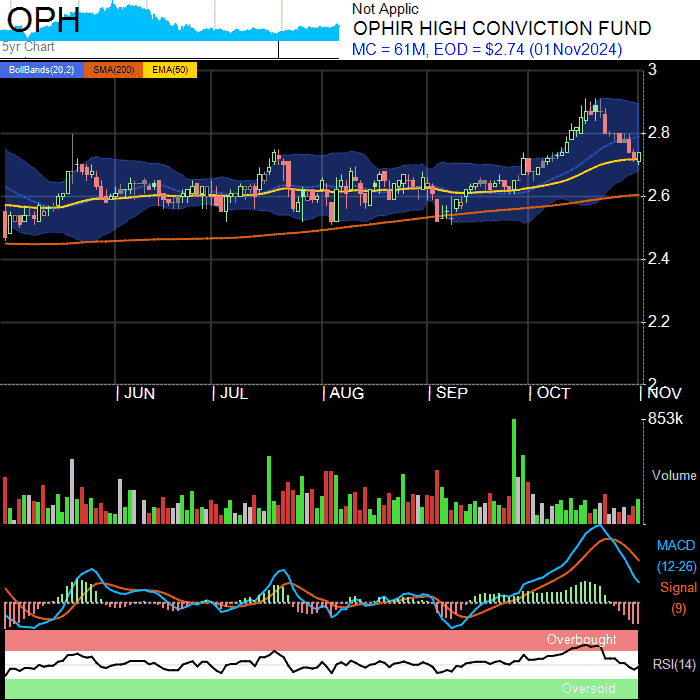 OPH
5yr Chart
Not Applic
OPHIR HIGH CONVICTION FUND
MC = 61M, EOD = $2.74 (01Nov2024)
BollBands(20,2) SMA(200) EMA(50)
3
2.8
2.6
2.4
2.2
2
JUN JUL AUG SEP OCT NOV
853k
Volume
MACD
(12-26)
Signal
(9)
Overbought
RSI(14)
Oversold